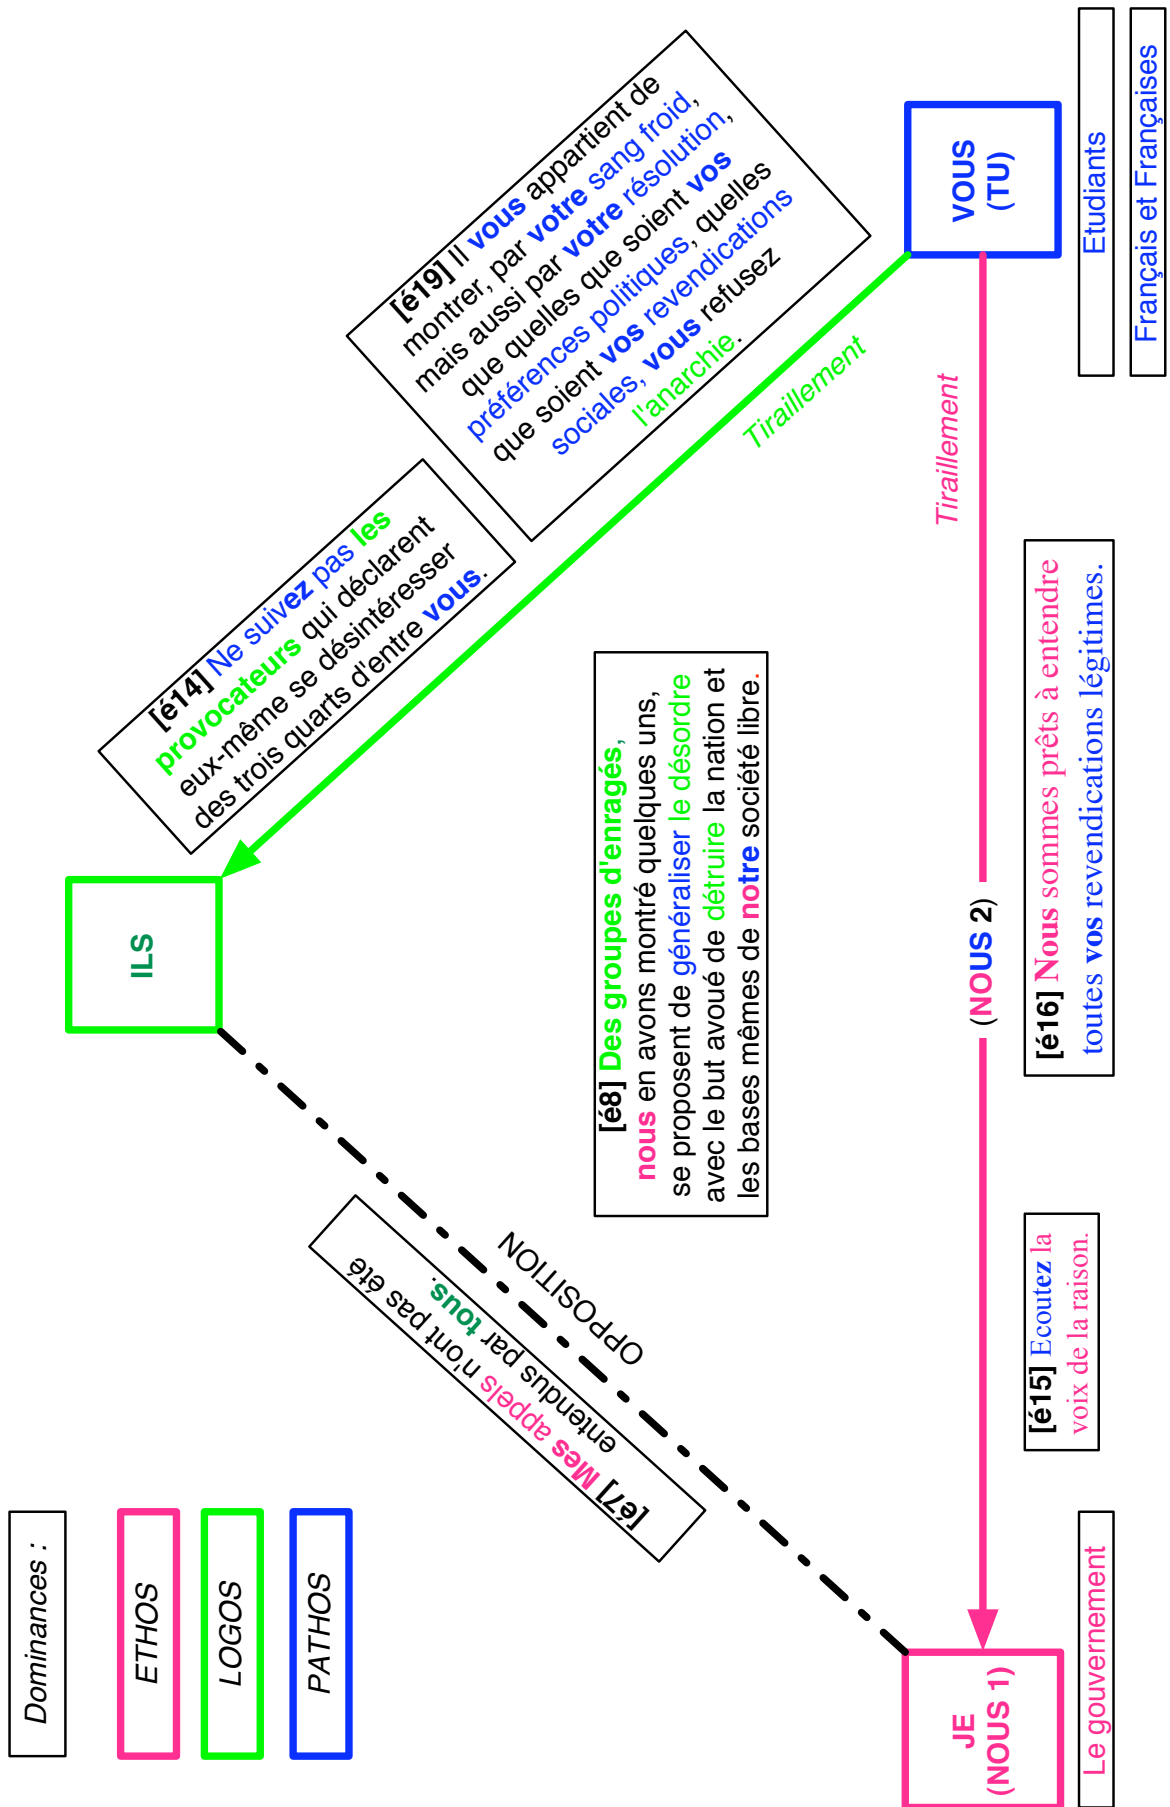 Dominances :
ETHOS
LOGOS
PATHOS
ILS
[é14] Ne suivez pas les
provocateurs qui déclarent
eux-même se désintéresser
des trois quarts d'entre vous.
[é19] Il vous appartient de
montrer, par votre sang froid,
mais aussi par votre résolution,
que quelles que soient vos
préférences politiques, quelles
que soient vos revendications
sociales, vous refusez
l'anarchie.
[é7] Mes appels n'ont pas été
entendus par tous.
OPPOSITION
[é8] Des groupes d'enragés,
nous en avons montré quelques uns,
se proposent de généraliser le désordre
avec le but avoué de détruire la nation et
les bases mêmes de notre société libre.
Tiraillement
Tiraillement
JE
(NOUS 1)
(NOUS 2)
VOUS
(TU)
Le gouvernement
[é15] Ecoutez la
voix de la raison.
[é16] Nous sommes prêts à entendre
toutes vos revendications légitimes.
Etudiants
Français et Françaises